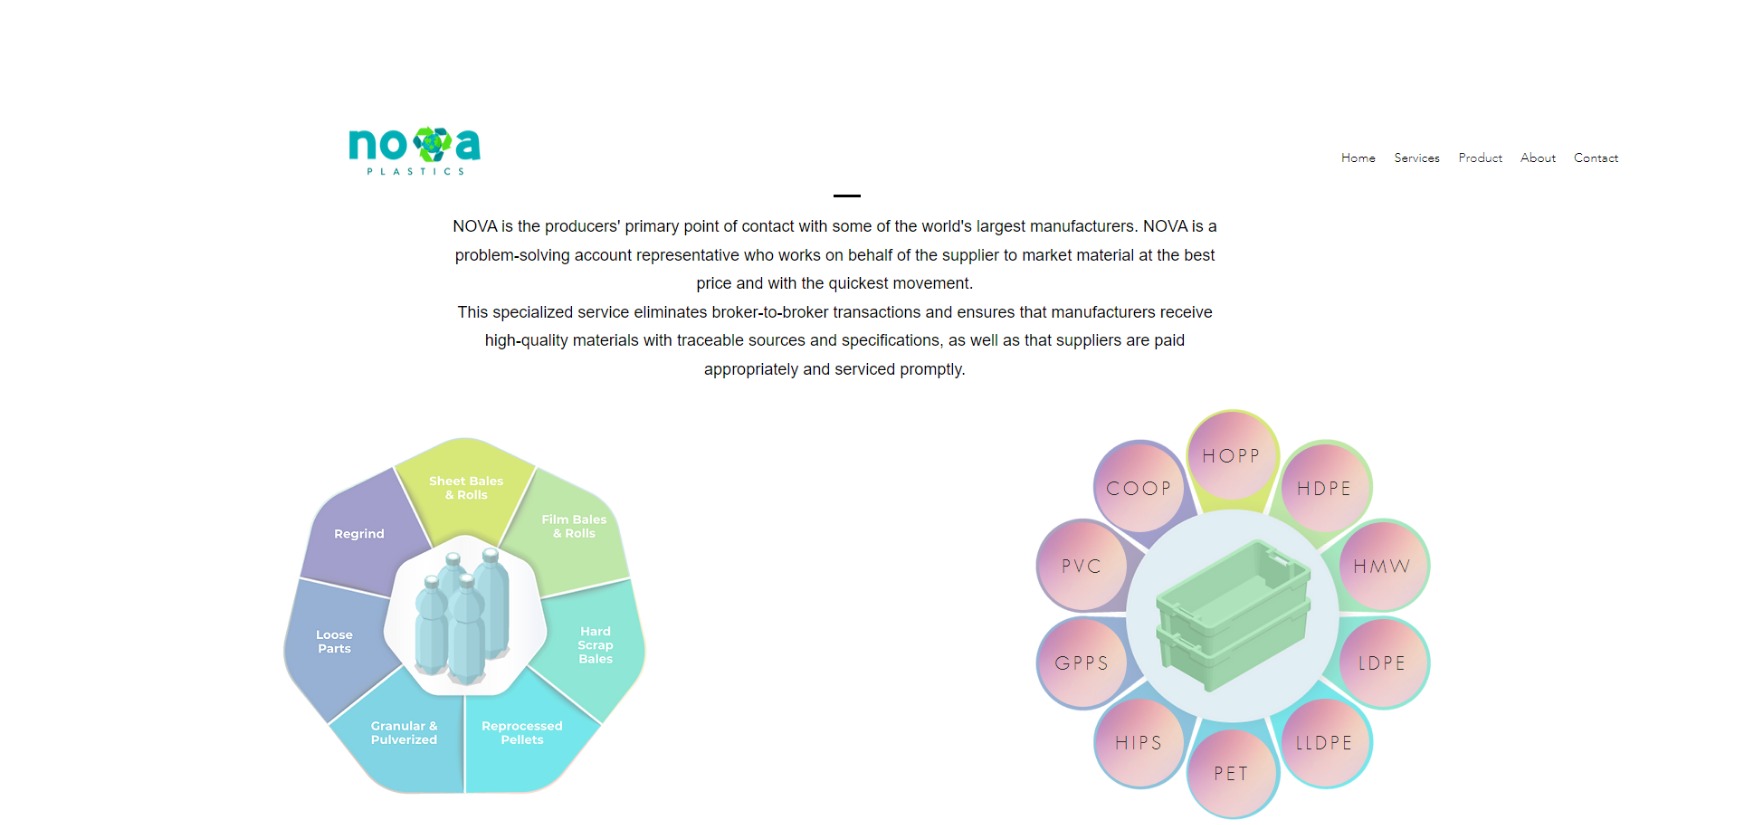 nova
PLASTICS
Home Services Product About Contact
NOVA is the producers' primary point of contact with some of the world's largest manufacturers. NOVA is a
problem-solving account representative who works on behalf of the supplier to market material at the best
price and with the quickest movement.
This specialized service eliminates broker-to-broker transactions and ensures that manufacturers receive
high-quality materials with traceable sources and specifications, as well as that suppliers are paid
appropriately and serviced promptly.
Sheet Bales
& Rolls
Film Bales
& Rolls
Hard
Scrap
Bales
Reprocessed
Pellets
Granular &
Pulverized
Loose
Parts
Regrind
HOPP
HDPE
HMW
LDPE
LLDPE
PET
HIPS
GPPS
PVC
COOP